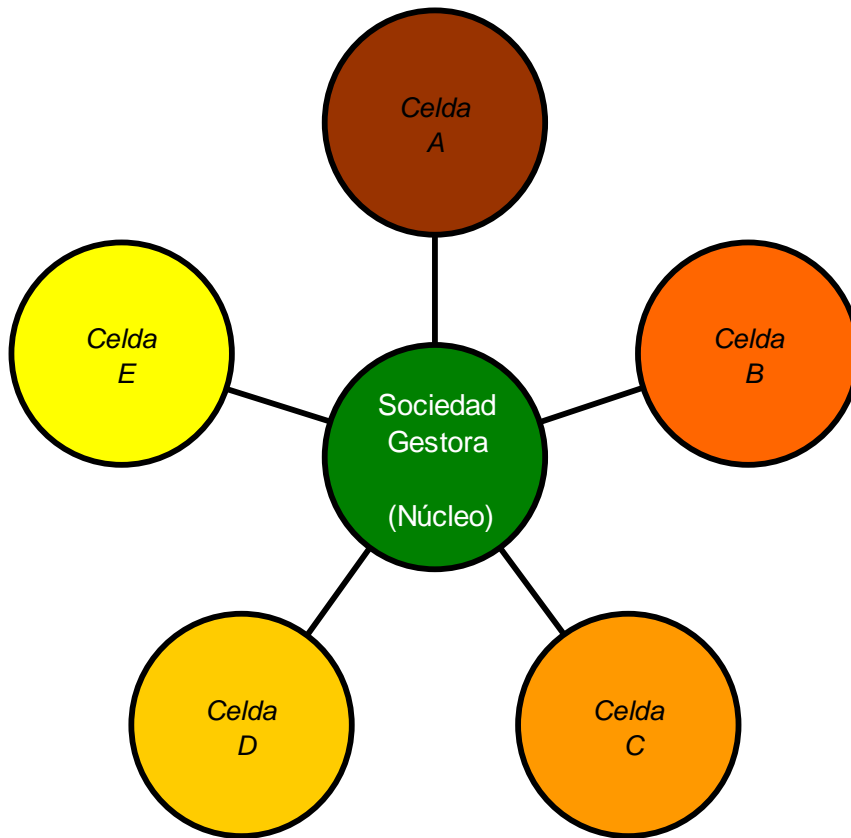 Celda
A
Celda
E
Celda
B
Sociedad
Gestora
(Núcleo)
Celda
D
Celda
C